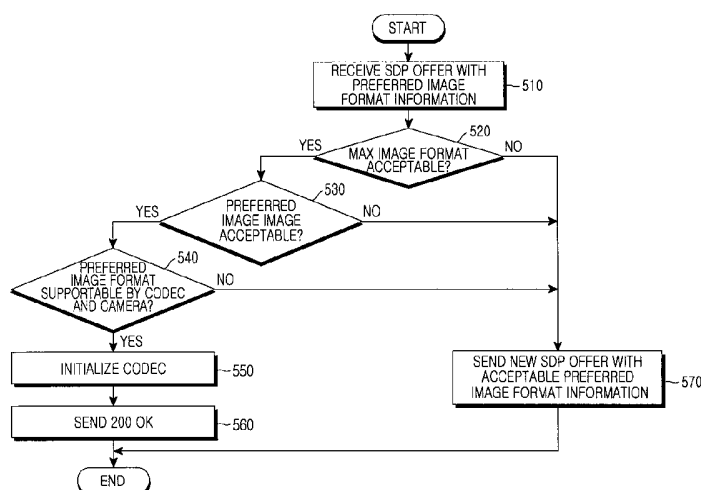 START
RECEIVE SDP OFFER WITH
PREFERRED IMAGE
FORMAT INFORMATION
510
520
YES
NO
MAX IMAGE FORMAT
ACCEPTABLE?
530
YES
NO
PREFERRED
IMAGE IMAGE
ACCEPTABLE?
540
PREFERRED
IMAGE FORMAT
SUPPORTABLE BY CODEC
AND CAMERA?
NO
YES
INITIALIZE CODEC
550
SEND NEW SDP OFFER WITH
ACCEPTABLE PREFERRED
IMAGE FORMAT INFORMATION
570
SEND 200 OK
560
END